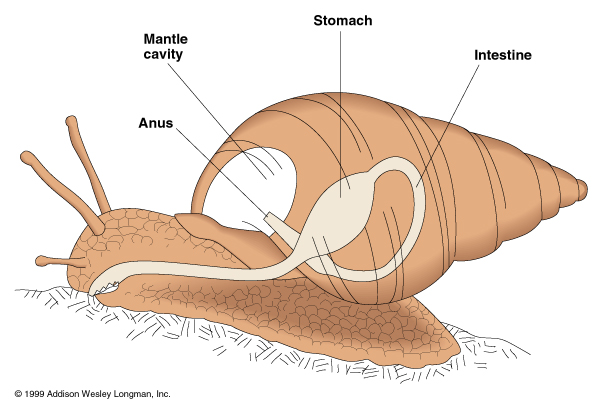 Stomach
Mantle
cavity
Intestine
Anus
© 1999 Addison Wesley Longman, Inc.